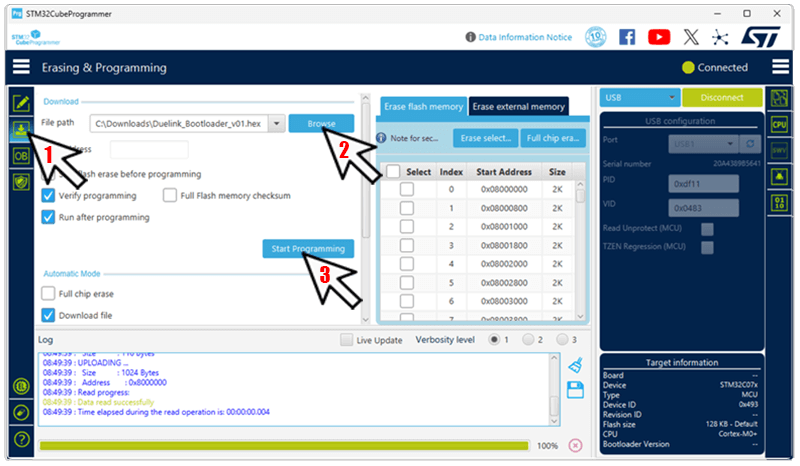 Prg STM32CubeProgrammer
STM32
CubeProgrammer
Data Information Notice
Erasing & Programming
Connected
Download
File path C:\Downloads\Duelink_Bootloader_v01.hex Browse
flash erase before programming
Verify programming Full Flash memory checksum
Run after programming
Start Programming
Automatic Mode
Full chip erase
Download file
1
2
3
Erase flash memory Erase external memory
Note for sec... Erase select... Full chip era...
Select Index Start Address Size
0 0x08000000 2K
1 0x08000800 2K
2 0x08001000 2K
3 0x08001800 2K
4 0x08002000 2K
5 0x08002800 2K
6 0x08003000 2K
7 0x08003800 2K
USB Disconnect
USB configuration
Port USB1
Serial number 20A438985641
PID 0xdf11
VID 0x0483
Read Unprotect (MCU)
TZEN Regression (MCU)
OB
CPU
SWV
01
10
Log Live Update Verbosity level 1 2 3
08:49:39 : Size : 116 Bytes
08:49:39 : UPLOADING ...
08:49:39 : Size : 1024 Bytes
08:49:39 : Address : 0x8000000
08:49:39 : Read progress:
08:49:39 : Data read successfully
08:49:39 : Time elapsed during the read operation is: 00:00:00.004
100%
Target information
Board --
Device STM32C07x
Type MCU
Device ID 0x493
Revision ID --
Flash size 128 KB - Default
CPU Cortex-M0+
Bootloader Version --